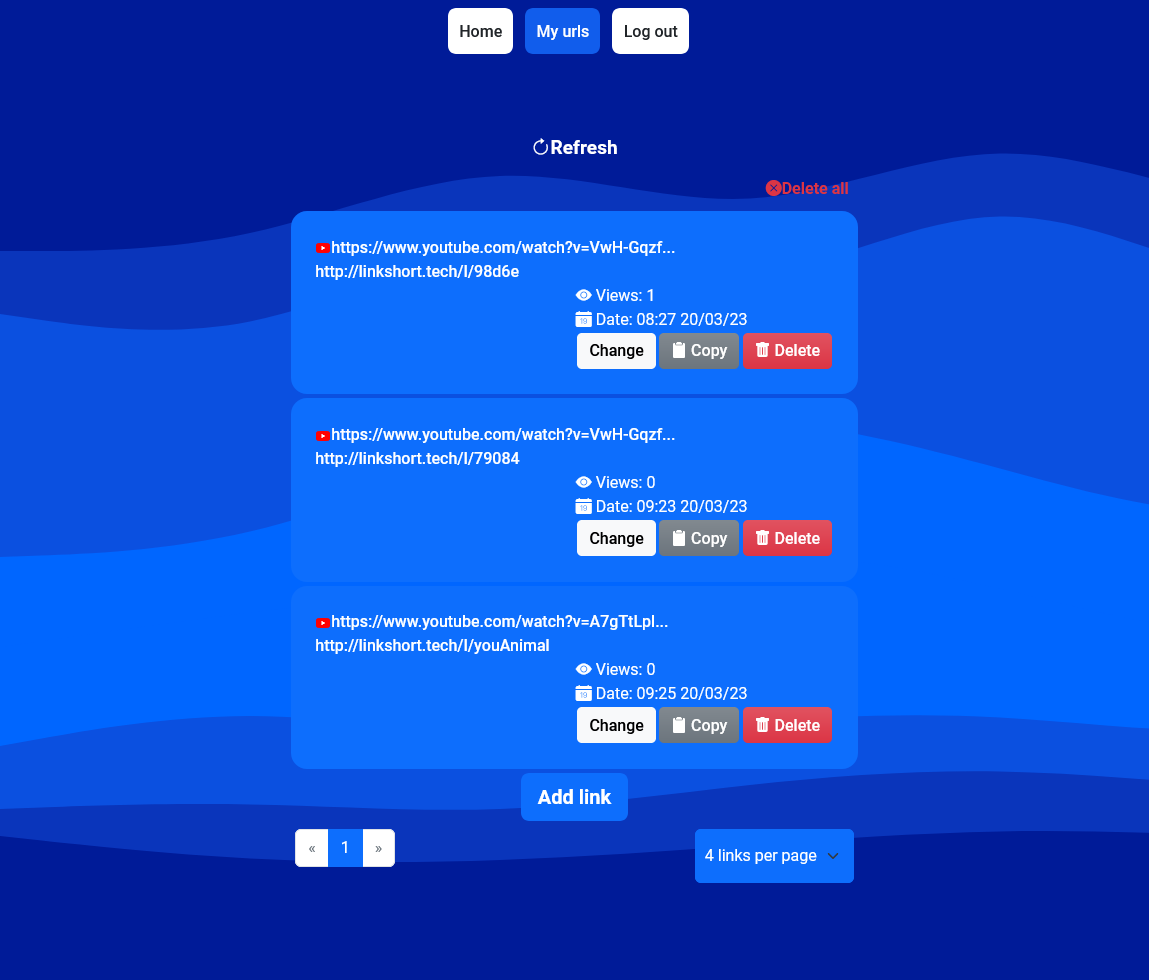 Home My urls Log out
Refresh
Delete all
https://www.youtube.com/watch?v=VwH-Gqzf...
http://linkshort.tech/l/98d6e
Views: 1
19 Date: 08:27 20/03/23
Change Copy Delete
https://www.youtube.com/watch?v=VwH-Gqzf...
http://linkshort.tech/l/79084
Views: 0
19 Date: 09:23 20/03/23
Change Copy Delete
https://www.youtube.com/watch?v=A7gTtLpl...
http://linkshort.tech/l/youAnimal
Views: 0
19 Date: 09:25 20/03/23
Change Copy Delete
Add link
« 1 » 4 links per page